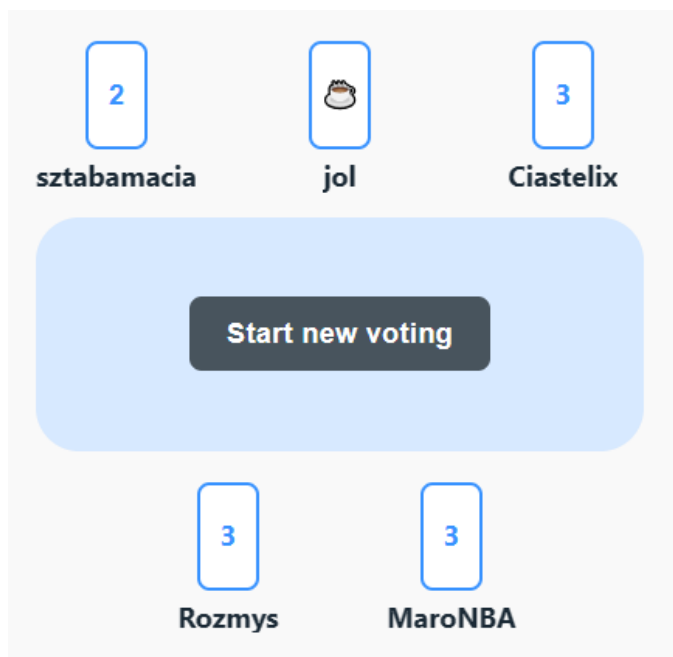 2 ☕ 3
sztabamacia jol Ciastelix
Start new voting
3 3
Rozmys MaroNBA